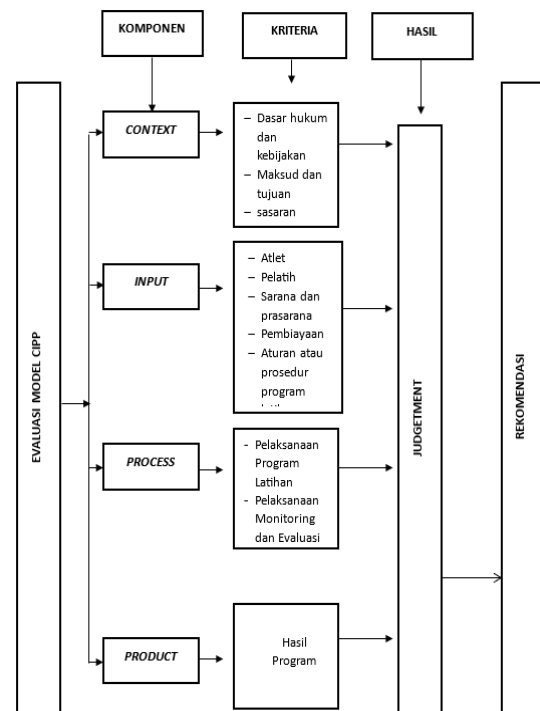 KOMPONEN
KRITERIA
HASIL
EVALUASI MODEL CIPP
CONTEXT
– Dasar hukum
dan
kebijakan
– Maksud dan
tujuan
– sasaran
INPUT
– Atlet
– Pelatih
– Sarana dan
prasarana
– Pembiayaan
– Aturan atau
prosedur
program
PROCESS
- Pelaksanaan
Program
Latihan
- Pelaksanaan
Monitoring
dan Evaluasi
PRODUCT
Hasil
Program
JUDGETMENT
REKOMENDASI